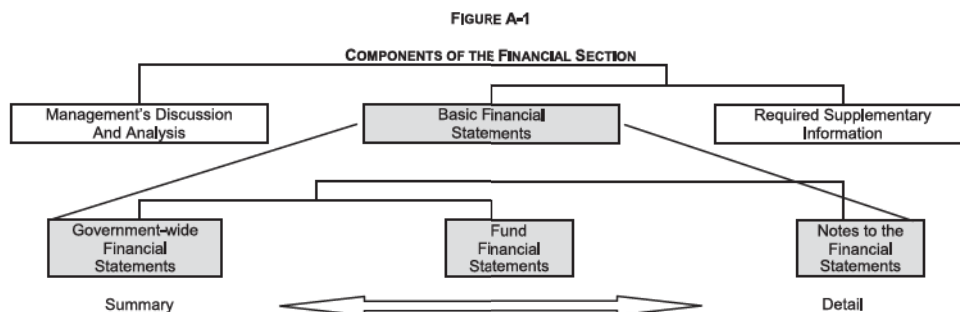 FIGURE A-1
COMPONENTS OF THE FINANCIAL SECTION
Management's Discussion
And Analysis
Basic Financial
Statements
Required Supplementary
Information
Government-wide
Financial
Statements
Fund
Financial
Statements
Notes to the
Financial
Statements
Summary
Detail